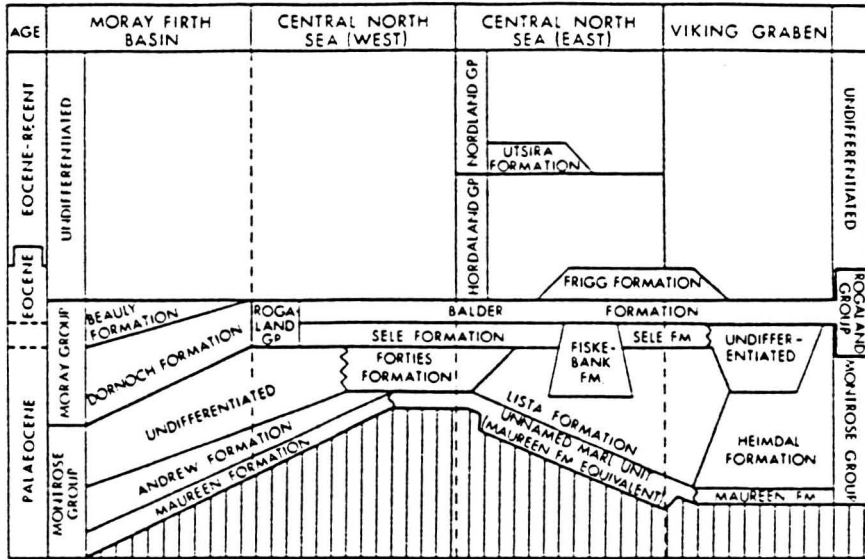 AGE
MORAY FIRTH
BASIN
CENTRAL NORTH
SEA (WEST)
CENTRAL NORTH
SEA (EAST)
VIKING GRABEN
EOCENE-RECENT
EOCENE
PALAEOCENE
UNDIFFERENTIATED
MORAY GROUP
MONTROSE
GROUP
BEAULY
FORMATION
DORNOCH FORMATION
UNDIFFERENTIATED
ANDREW FORMATION
MAUREEN FORMATION
ROGA-
LAND
GP
BALDER FORMATION
SELE FORMATION
FORTIES
FORMATION
NORDLAND GP
HORDALAND GP
UTSIRA
FORMATION
FRIGG FORMATION
FISKE-
BANK
FM.
SELE FM
LISTA FORMATION
UNNAMED MARL UNIT
(MAUREEN FM EQUIVALENT)
UNDIFFER-
ENTIATED
HEIMDAL
FORMATION
MAUREEN FM
UNDIFFERENTIATED
ROGALAND
GROUP
MONTROSE GROUP